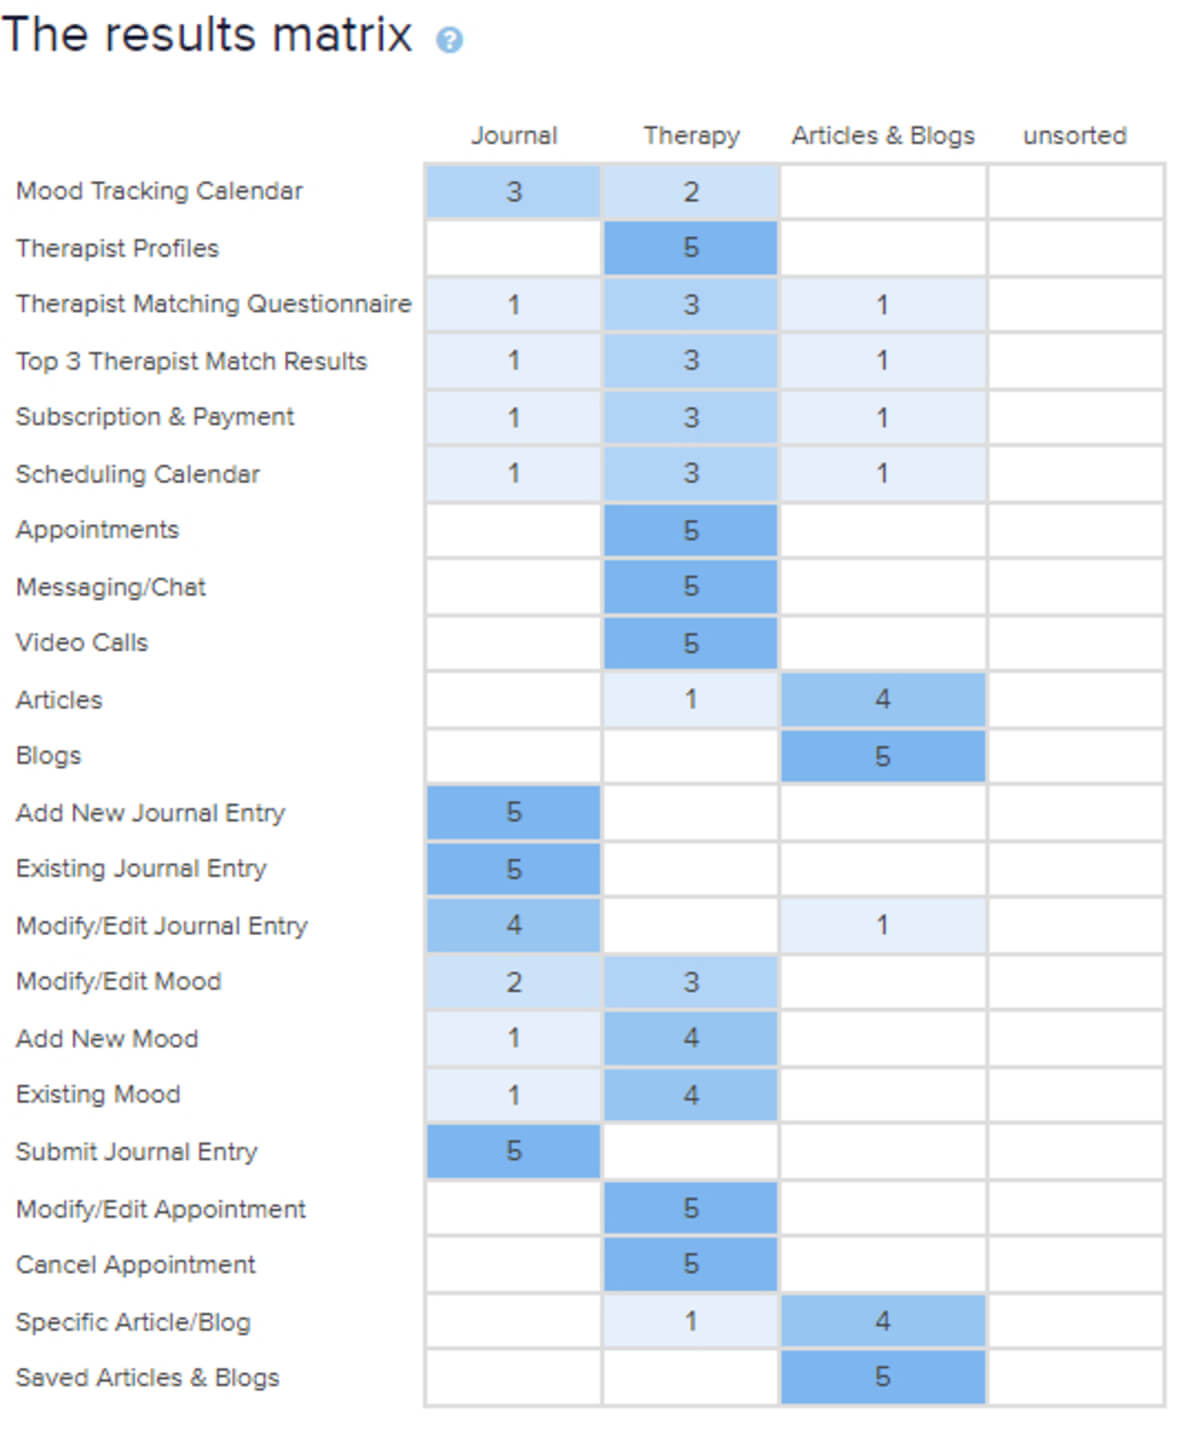 The results matrix ?
Journal Therapy Articles & Blogs unsorted
Mood Tracking Calendar 3 2
Therapist Profiles 5
Therapist Matching Questionnaire 1 3 1
Top 3 Therapist Match Results 1 3 1
Subscription & Payment 1 3 1
Scheduling Calendar 1 3 1
Appointments 5
Messaging/Chat 5
Video Calls 5
Articles 1 4
Blogs 5
Add New Journal Entry 5
Existing Journal Entry 5
Modify/Edit Journal Entry 4 1
Modify/Edit Mood 2 3
Add New Mood 1 4
Existing Mood 1 4
Submit Journal Entry 5
Modify/Edit Appointment 5
Cancel Appointment 5
Specific Article/Blog 1 4
Saved Articles & Blogs 5